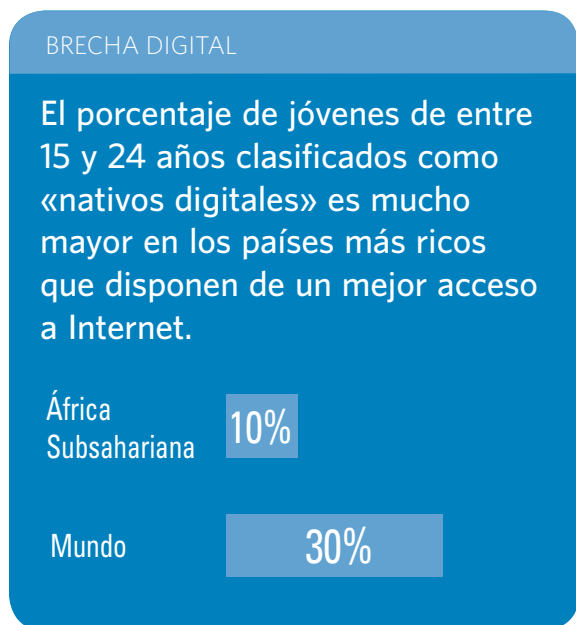 BRECHA DIGITAL
El porcentaje de jóvenes de entre
15 y 24 años clasificados como
«nativos digitales» es mucho
mayor en los países más ricos
que disponen de un mejor acceso
a Internet.
África
Subsahariana
10%
Mundo
30%